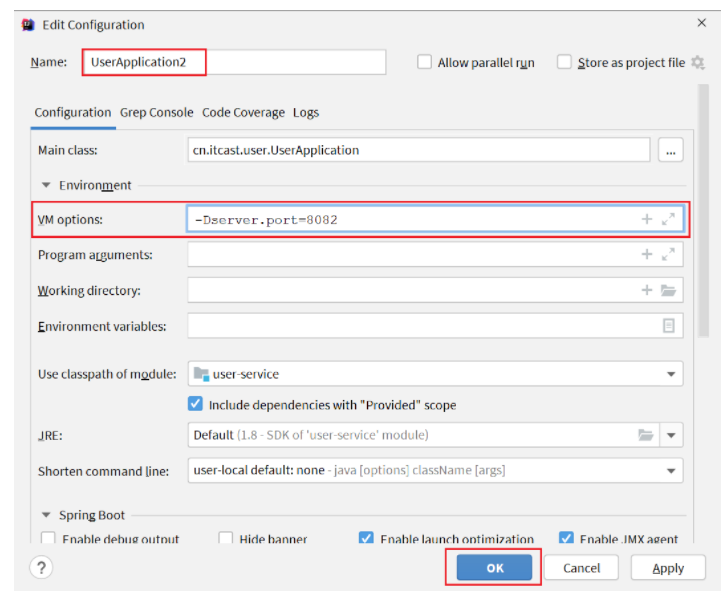 Edit Configuration
Name: UserApplication2 Allow parallel run Store as project file
Configuration Grep Console Code Coverage Logs
Main class: cn.itcast.user.UserApplication ...
Environment
VM options: -Dserver.port=8082
Program arguments:
Working directory:
Environment variables:
Use classpath of module: user-service
Include dependencies with "Provided" scope
JRE: Default (1.8 - SDK of 'user-service' module)
Shorten command line: user-local default: none - java [options] className [args]
Spring Boot
Enable debug output Hide banner Enable launch optimization Enable JMX agent
? OK Cancel Apply